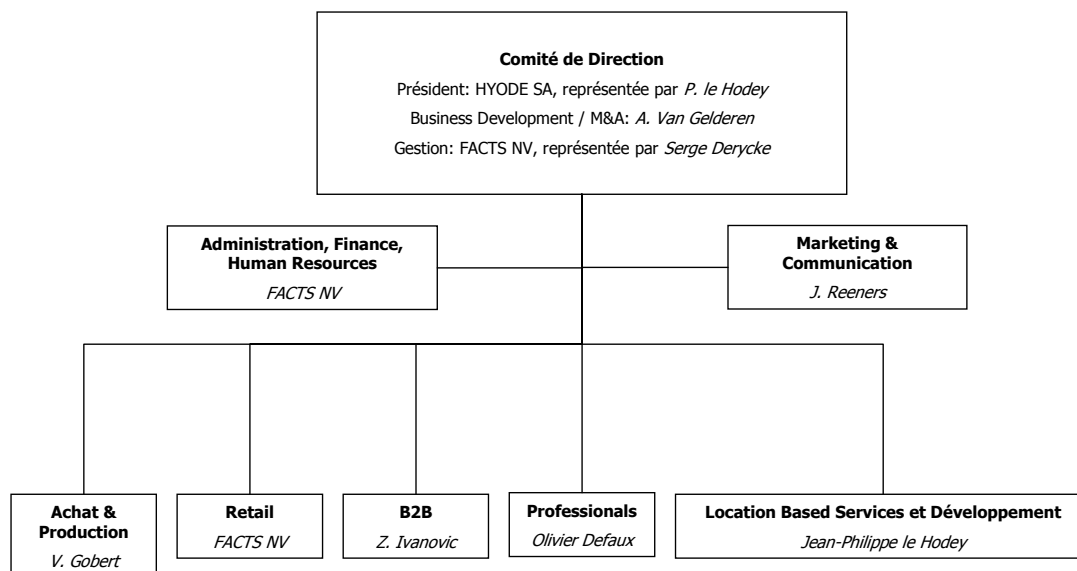 Comité de Direction
Président: HYODE SA, représentée par P. le Hodey
Business Development / M&A: A. Van Gelderen
Gestion: FACTS NV, représentée par Serge Derycke
Administration, Finance,
Human Resources
FACTS NV
Marketing &
Communication
J. Reeners
Achat &
Production
V. Gobert
Retail
FACTS NV
B2B
Z. Ivanovic
Professionals
Olivier Defaux
Location Based Services et Développement
Jean-Philippe le Hodey